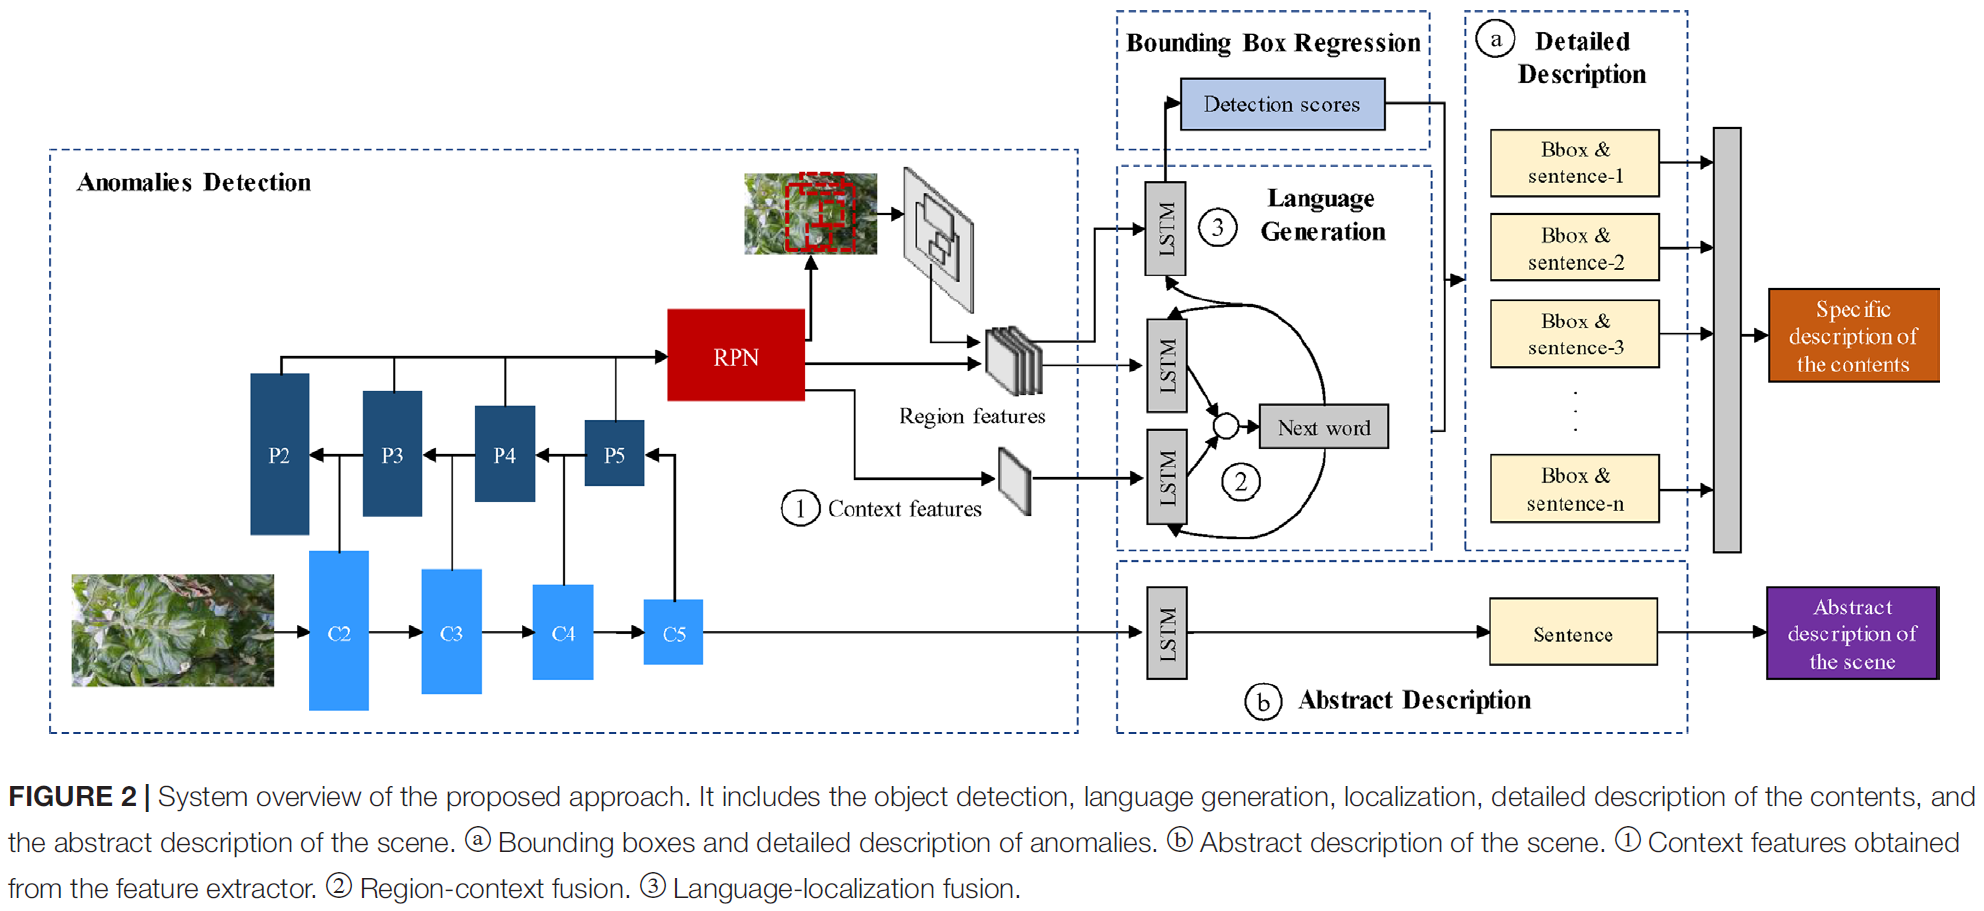 Bounding Box Regression
Detection scores
a
Detailed
Description
Bbox &
sentence-1
Bbox &
sentence-2
Bbox &
sentence-3
.
.
.
Bbox &
sentence-n
Specific
description of
the contents
Anomalies Detection
RPN
Region features
1 Context features
P2
P3
P4
P5
C2
C3
C4
C5
LSTM
3
Language
Generation
LSTM
LSTM
Next word
2
LSTM
Sentence
b Abstract Description
Abstract
description of
the scene
FIGURE 2 | System overview of the proposed approach. It includes the object detection, language generation, localization, detailed description of the contents, and
the abstract description of the scene. ⓐ Bounding boxes and detailed description of anomalies. ⓑ Abstract description of the scene. ① Context features obtained
from the feature extractor. ② Region-context fusion. ③ Language-localization fusion.